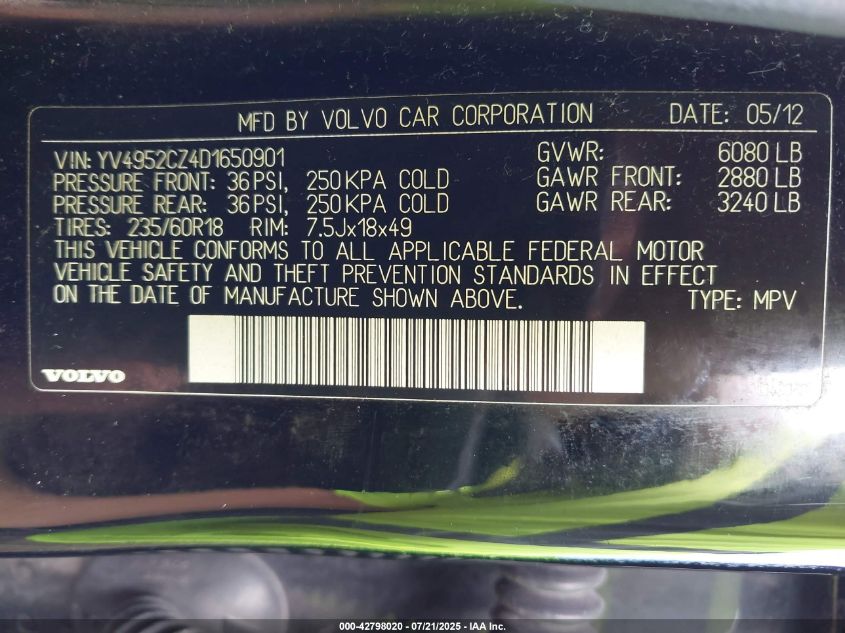 MFD BY VOLVO CAR CORPORATION DATE: 05/12
VIN: YV4952CZ4D1650901 GVWR: 6080 LB
PRESSURE FRONT: 36 PSI, 250 KPA COLD GAWR FRONT: 2880 LB
PRESSURE REAR: 36 PSI, 250 KPA COLD GAWR REAR: 3240 LB
TIRES: 235/60R18 RIM: 7.5Jx18x49
THIS VEHICLE CONFORMS TO ALL APPLICABLE FEDERAL MOTOR
VEHICLE SAFETY AND THEFT PREVENTION STANDARDS IN EFFECT
ON THE DATE OF MANUFACTURE SHOWN ABOVE. TYPE: MPV
VOLVO
000-42798020 - 07/21/2025 - IAA Inc.